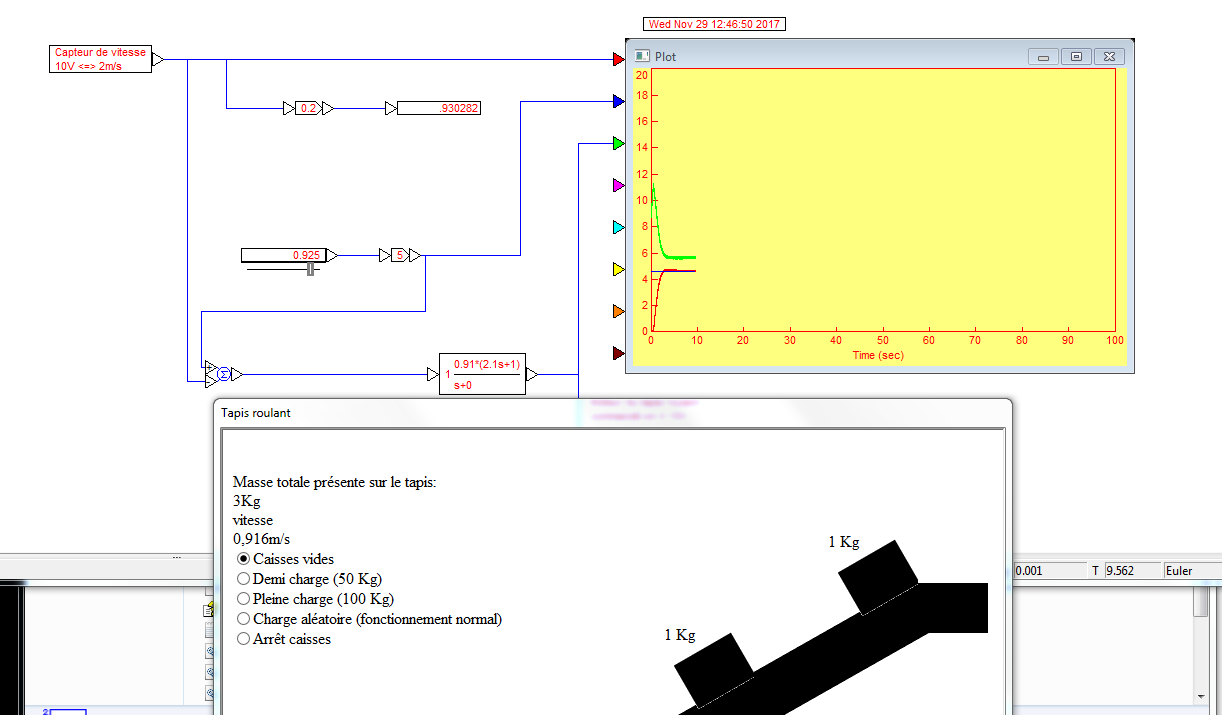 Wed Nov 29 12:46:50 2017
Capteur de vitesse
10V <=> 2m/s
Plot
0.2
.930282
0.925
5
20
18
16
14
12
10
8
6
4
2
0
0 10 20 30 40 50 60 70 80 90 100
Time (sec)
+
-
Σ
0.91*(2.1s+1)
1
s+0
Tapis roulant
Masse totale présente sur le tapis:
3Kg
vitesse
0,916m/s
Caisses vides
Demi charge (50 Kg)
Pleine charge (100 Kg)
Charge aléatoire (fonctionnement normal)
Arrêt caisses
1 Kg
1 Kg
0.001 T 9.562 Euler
2